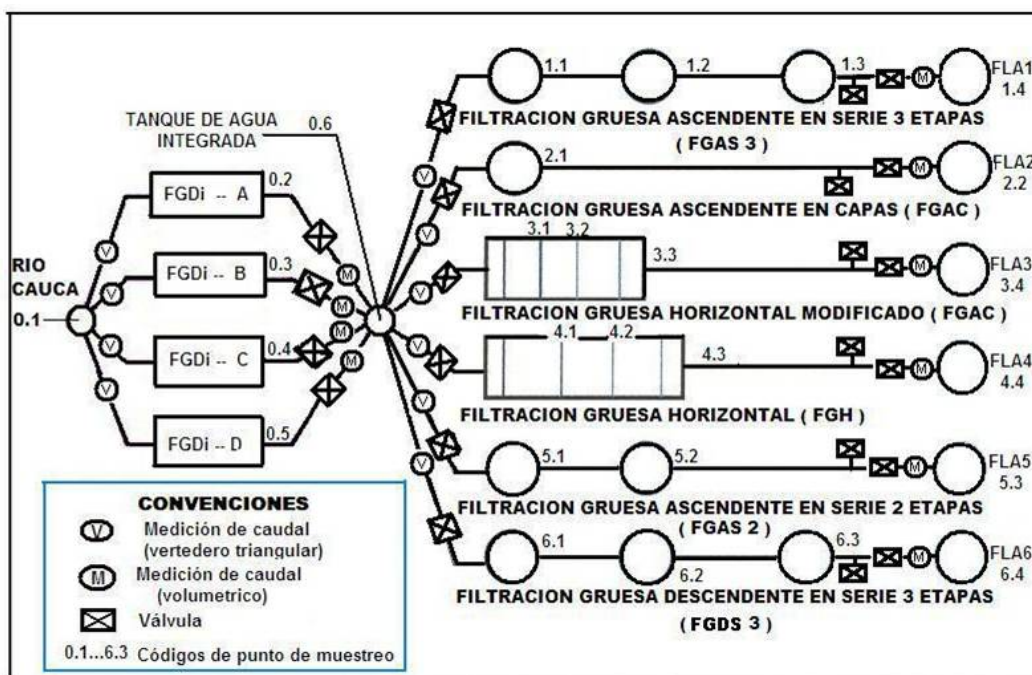 TANQUE DE AGUA
INTEGRADA
0.6
RIO
CAUCA
0.1
FGDi -- A
0.2
FGDi -- B
0.3
FGDi -- C
0.4
FGDi -- D
0.5
V
V
V
V
M
M
M
M
V
V
V
V
V
V
1.1
1.2
1.3
M
FLA1
1.4
FILTRACION GRUESA ASCENDENTE EN SERIE 3 ETAPAS
( FGAS 3 )
2.1
M
FLA2
2.2
FILTRACION GRUESA ASCENDENTE EN CAPAS ( FGAC)
3.1
3.2
3.3
M
FLA3
3.4
FILTRACION GRUESA HORIZONTAL MODIFICADO ( FGAC)
4.1
4.2
4.3
M
FLA4
4.4
FILTRACION GRUESA HORIZONTAL ( FGH )
5.1
5.2
M
FLA5
5.3
FILTRACION GRUESA ASCENDENTE EN SERIE 2 ETAPAS
( FGAS 2 )
6.1
6.2
6.3
M
FLA6
6.4
FILTRACION GRUESA DESCENDENTE EN SERIE 3 ETAPAS
( FGDS 3 )
CONVENCIONES
V Medición de caudal
(vertedero triangular)
M Medición de caudal
(volumetrico)
Válvula
0.1...6.3 Códigos de punto de muestreo